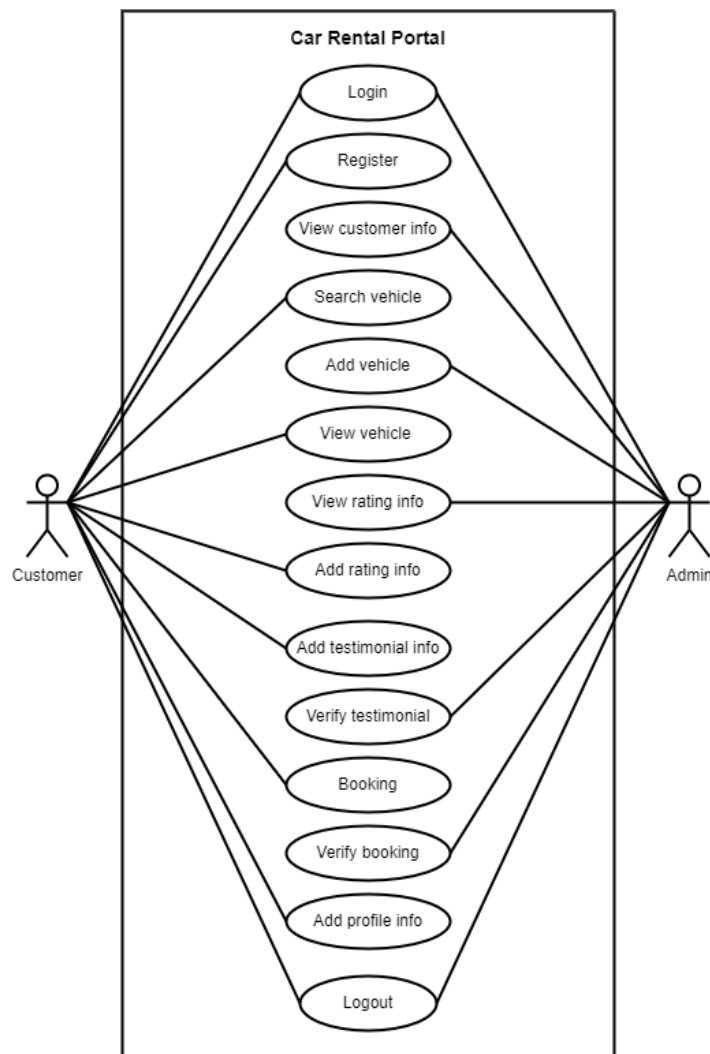 Car Rental Portal
Login
Register
View customer info
Search vehicle
Add vehicle
View vehicle
View rating info
Add rating info
Customer
Admin
Add testimonial info
Verify testimonial
Booking
Verify booking
Add profile info
Logout